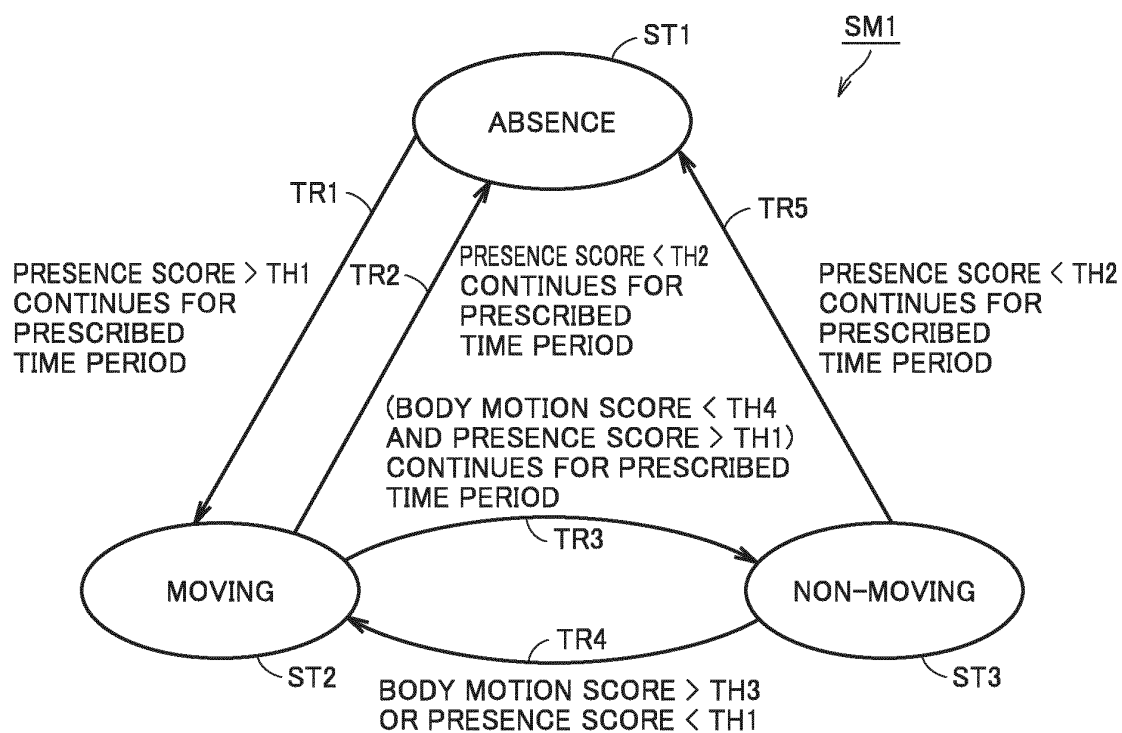 SM1
ST1
ABSENCE
TR1
TR5
PRESENCE SCORE > TH1
CONTINUES FOR
PRESCRIBED
TIME PERIOD
TR2
PRESENCE SCORE < TH2
CONTINUES FOR
PRESCRIBED
TIME PERIOD
PRESENCE SCORE < TH2
CONTINUES FOR
PRESCRIBED
TIME PERIOD
(BODY MOTION SCORE < TH4
AND PRESENCE SCORE > TH1)
CONTINUES FOR PRESCRIBED
TIME PERIOD
TR3
MOVING
NON-MOVING
TR4
ST2
ST3
BODY MOTION SCORE > TH3
OR PRESENCE SCORE < TH1